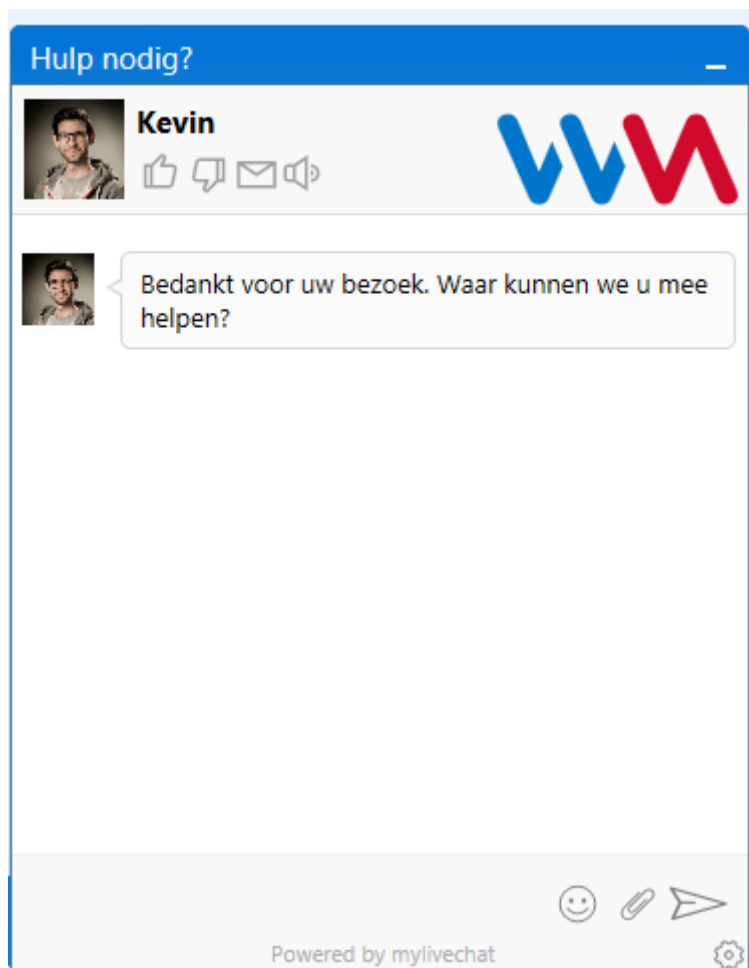 Hulp nodig?
Kevin
Bedankt voor uw bezoek. Waar kunnen we u mee
helpen?
Powered by mylivechat